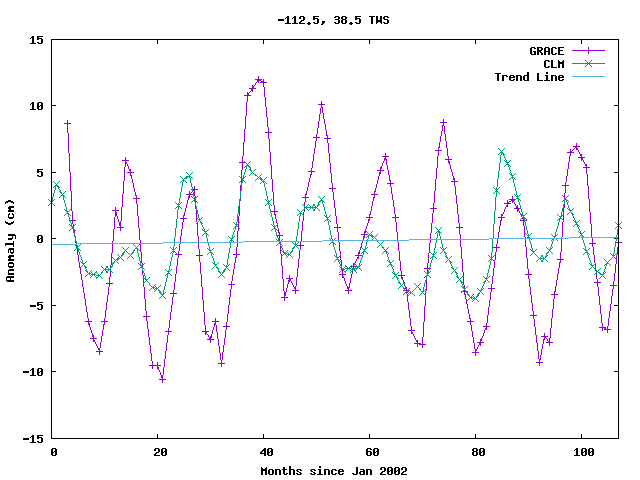 -112.5, 38.5 TWS
GRACE
CLM
Trend Line
15
10
5
0
-5
-10
-15
Anomaly (cm)
0 20 40 60 80 100
Months since Jan 2002